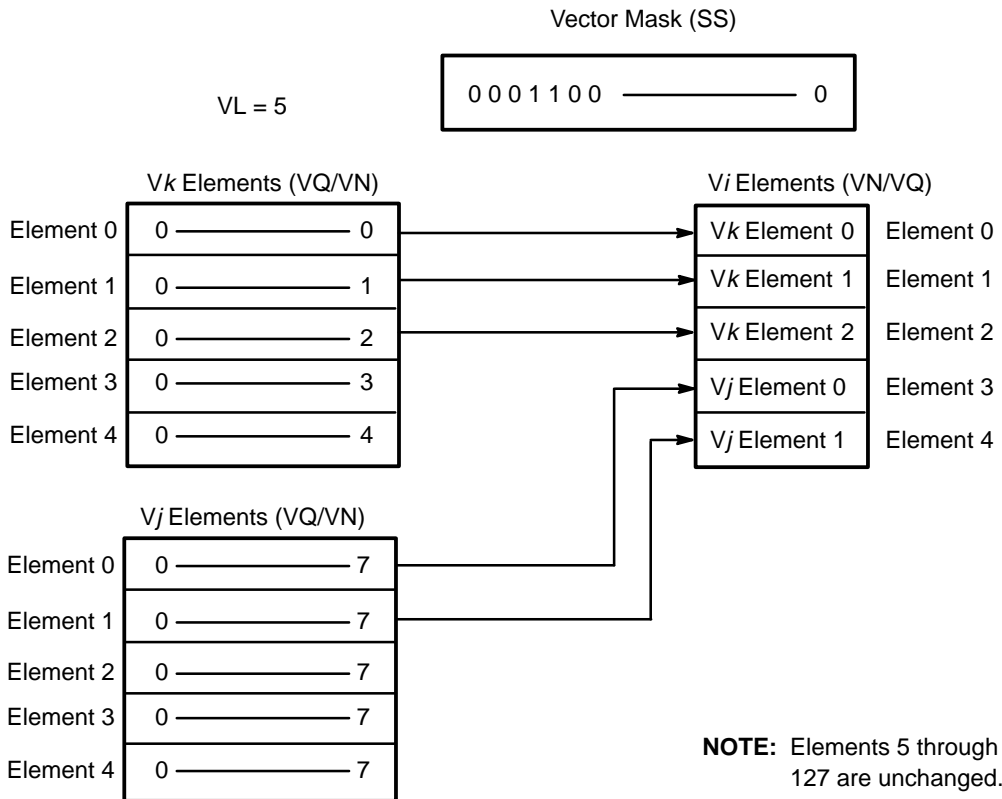 Vector Mask (SS)
VL = 5
0 0 0 1 1 0 0 0
Vk Elements (VQ/VN)
Element 0 0 0
Element 1 0 1
Element 2 0 2
Element 3 0 3
Element 4 0 4
Vi Elements (VN/VQ)
Vk Element 0 Element 0
Vk Element 1 Element 1
Vk Element 2 Element 2
Vj Element 0 Element 3
Vj Element 1 Element 4
Vj Elements (VQ/VN)
Element 0 0 7
Element 1 0 7
Element 2 0 7
Element 3 0 7
Element 4 0 7
NOTE: Elements 5 through
127 are unchanged.